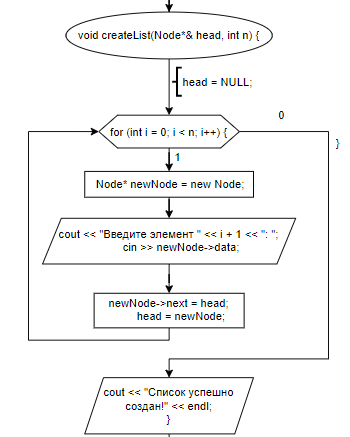 void createList(Node*& head, int n) {
head = NULL;
0
for (int i = 0; i < n; i++) {
}
1
Node* newNode = new Node;
cout << "Введите элемент " << i + 1 << ": ";
cin >> newNode->data;
newNode->next = head;
head = newNode;
cout << "Список успешно
создан!" << endl;
}